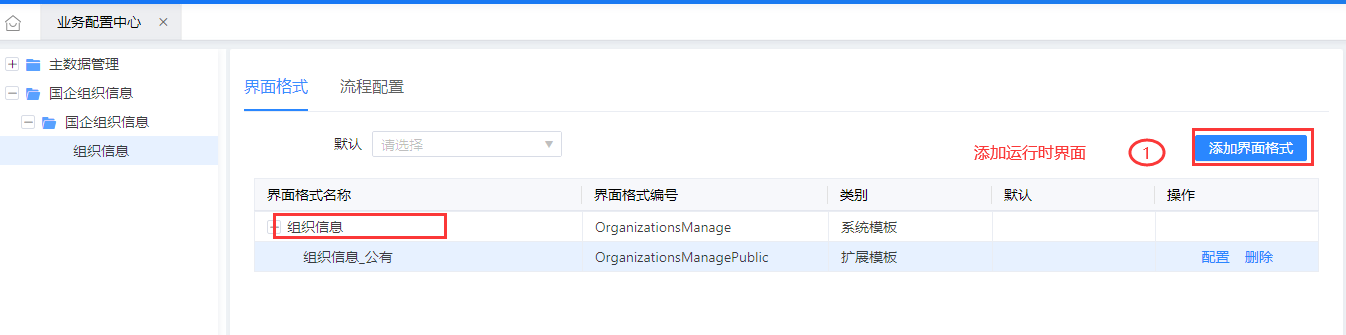 业务配置中心
主数据管理
国企组织信息
国企组织信息
组织信息
界面格式 流程配置
默认 请选择
添加运行时界面 1 添加界面格式
界面格式名称 界面格式编号 类别 默认 操作
组织信息 OrganizationsManage 系统模板
组织信息_公有 OrganizationsManagePublic 扩展模板 配置 删除